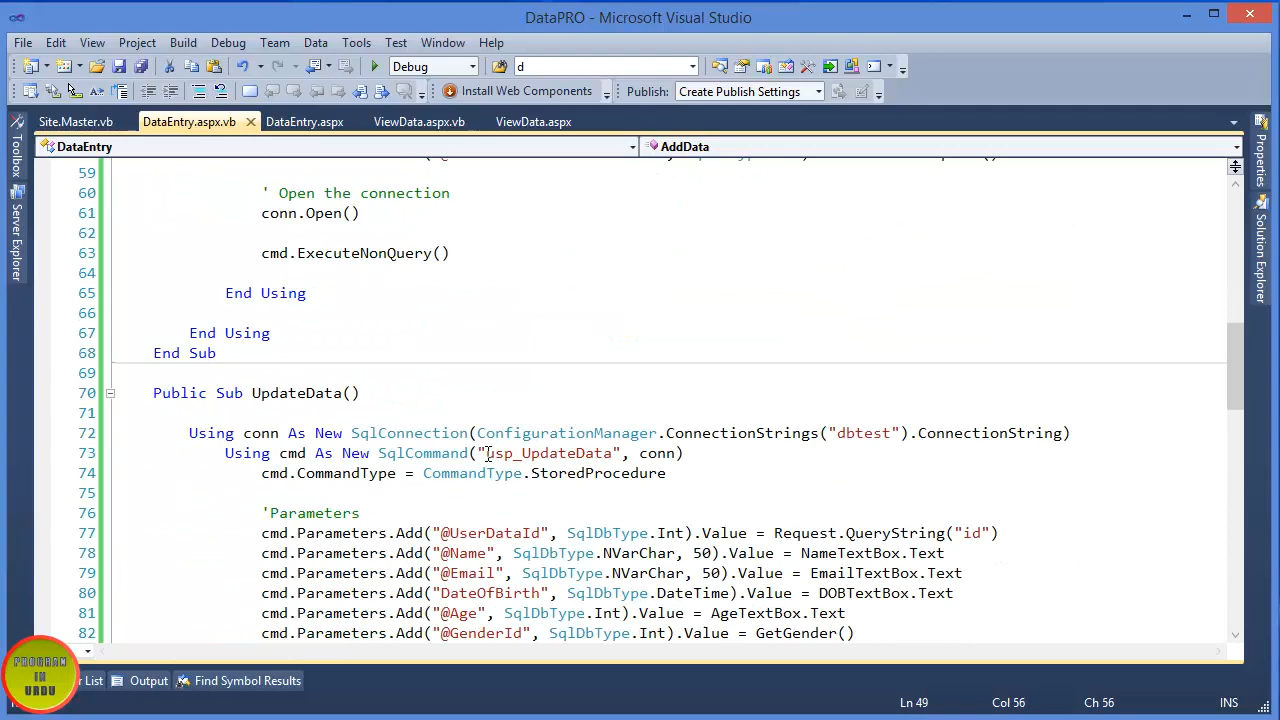 DataPRO - Microsoft Visual Studio
File Edit View Project Build Debug Team Data Tools Test Window Help
Debug d
Install Web Components Publish: Create Publish Settings
Site.Master.vb DataEntry.aspx.vb DataEntry.aspx ViewData.aspx.vb ViewData.aspx
DataEntry AddData
Toolbox
Server Explorer
Properties
Solution Explorer
59
60 ' Open the connection
61 conn.Open()
62
63 cmd.ExecuteNonQuery()
64
65 End Using
66
67 End Using
68 End Sub
69
70 Public Sub UpdateData()
71
72 Using conn As New SqlConnection(ConfigurationManager.ConnectionStrings("dbtest").ConnectionString)
73 Using cmd As New SqlCommand("usp_UpdateData", conn)
74 cmd.CommandType = CommandType.StoredProcedure
75
76 'Parameters
77 cmd.Parameters.Add("@UserDataId", SqlDbType.Int).Value = Request.QueryString("id")
78 cmd.Parameters.Add("@Name", SqlDbType.NVarChar, 50).Value = NameTextBox.Text
79 cmd.Parameters.Add("@Email", SqlDbType.NVarChar, 50).Value = EmailTextBox.Text
80 cmd.Parameters.Add("DateOfBirth", SqlDbType.DateTime).Value = DOBTextBox.Text
81 cmd.Parameters.Add("@Age", SqlDbType.Int).Value = AgeTextBox.Text
82 cmd.Parameters.Add("@GenderId", SqlDbType.Int).Value = GetGender()
PROGRAM
IN
URDU
List Output Find Symbol Results
Ln 49 Col 56 Ch 56 INS